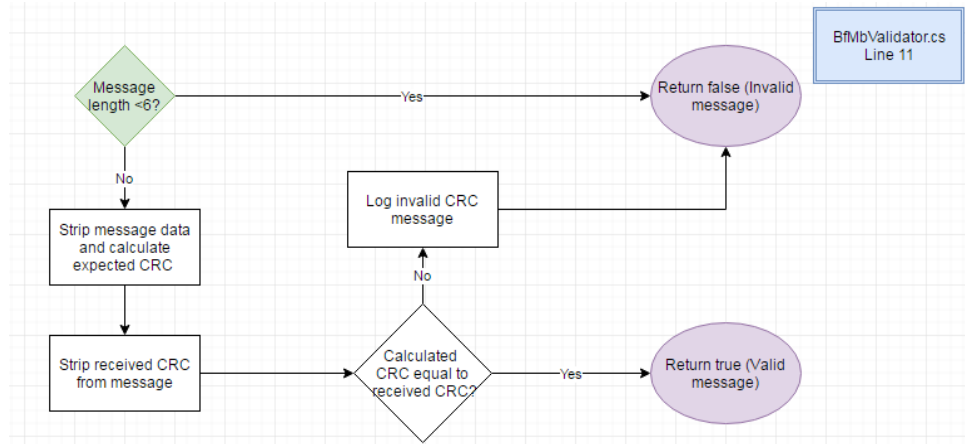 BfMbValidator.cs
Line 11
Message
length <6?
Yes
Return false (Invalid
message)
No
Log invalid CRC
message
Strip message data
and calculate
expected CRC
No
Strip received CRC
from message
Calculated
CRC equal to
received CRC?
Yes
Return true (Valid
message)